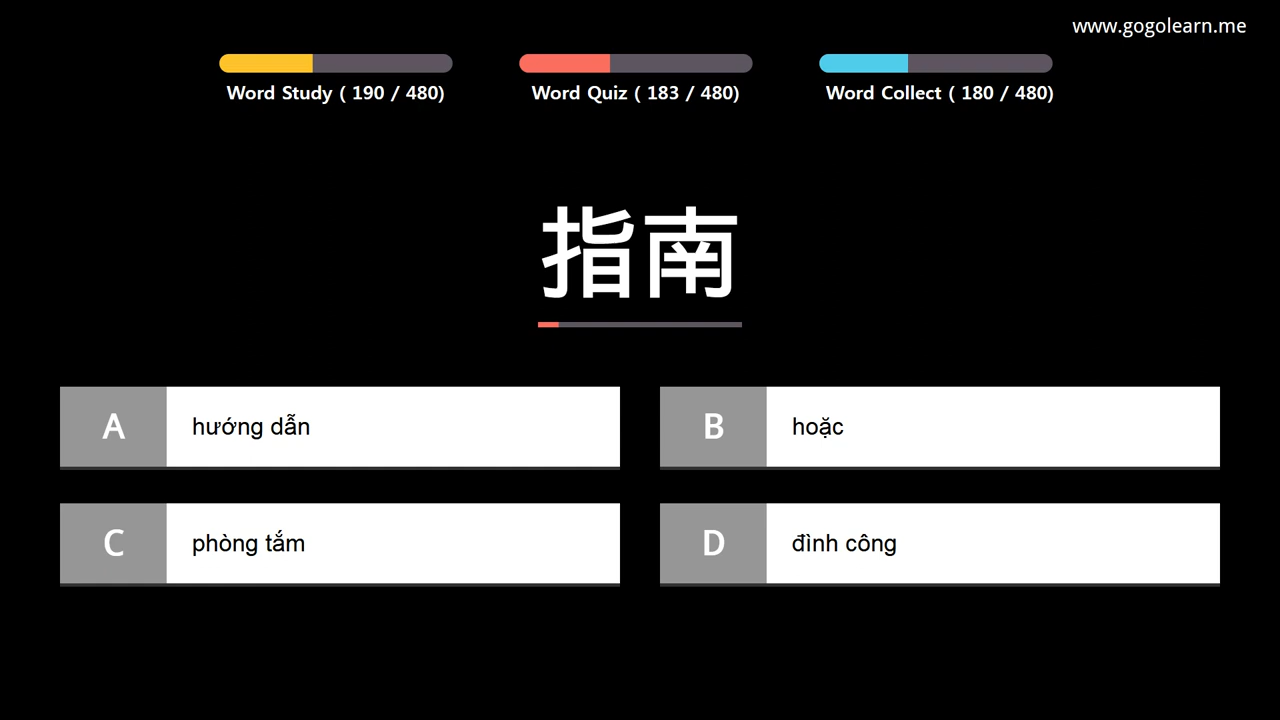 www.gogolearn.me
Word Study ( 190 / 480)
Word Quiz ( 183 / 480)
Word Collect ( 180 / 480)
指南
A hướng dẫn
B hoặc
C phòng tắm
D đình công